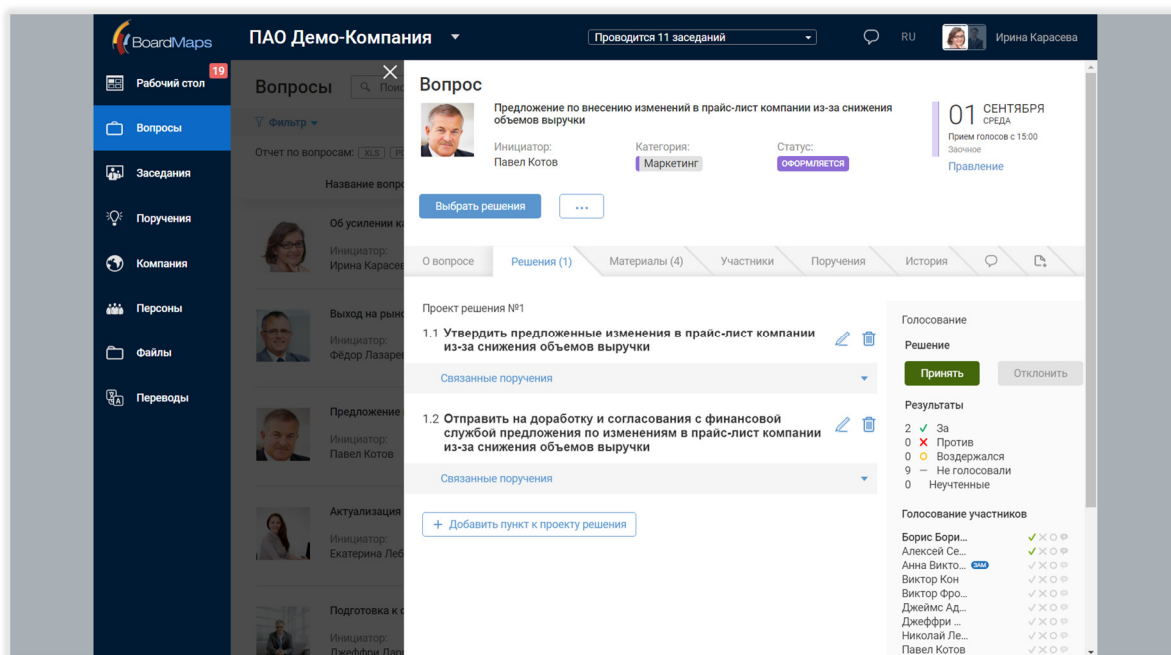 BoardMaps
ПАО Демо-Компания
Проводится 11 заседаний
RU
Ирина Карасева
Рабочий стол
19
Вопросы
Заседания
Поручения
Компания
Персоны
Файлы
Переводы
Вопросы
Фильтр
Отчет по вопросам: XLS
Об усилении
Инициатор:
Выход на
Инициатор:
Предложение
Инициатор:
Павел Котов
Актуализация
Инициатор:
Екатерина
Подготовка к
Инициатор:
Джеффри
Вопрос
Предложение по внесению изменений в прайс-лист компании из-за снижения
объемов выручки
Инициатор:
Категория:
Статус:
Павел Котов
Маркетинг
ОФОРМЛЯЕТСЯ
01 СЕНТЯБРЯ
СРЕДА
Прием голосов с 15:00
Заочное
Правление
Выбрать решения
...
О вопросе
Решения (1)
Материалы (4)
Участники
Поручения
История
Проект решения №1
1.1 Утвердить предложенные изменения в прайс-лист компании
из-за снижения объемов выручки
Связанные поручения
1.2 Отправить на доработку и согласования с финансовой
службой предложения по изменениям в прайс-лист компании
из-за снижения объемов выручки
Связанные поручения
+ Добавить пункт к проекту решения
Голосование
Решение
Принять
Отклонить
Результаты
2 За
0 Против
0 Воздержался
9 Не голосовали
0 Неучтенные
Голосование участников
Борис Бори...
Алексей Се...
Анна Викто... ЗАМ
Виктор Кон
Виктор Фро...
Джеймс Ад...
Джеффри ...
Николай Ле...
Павел Котов